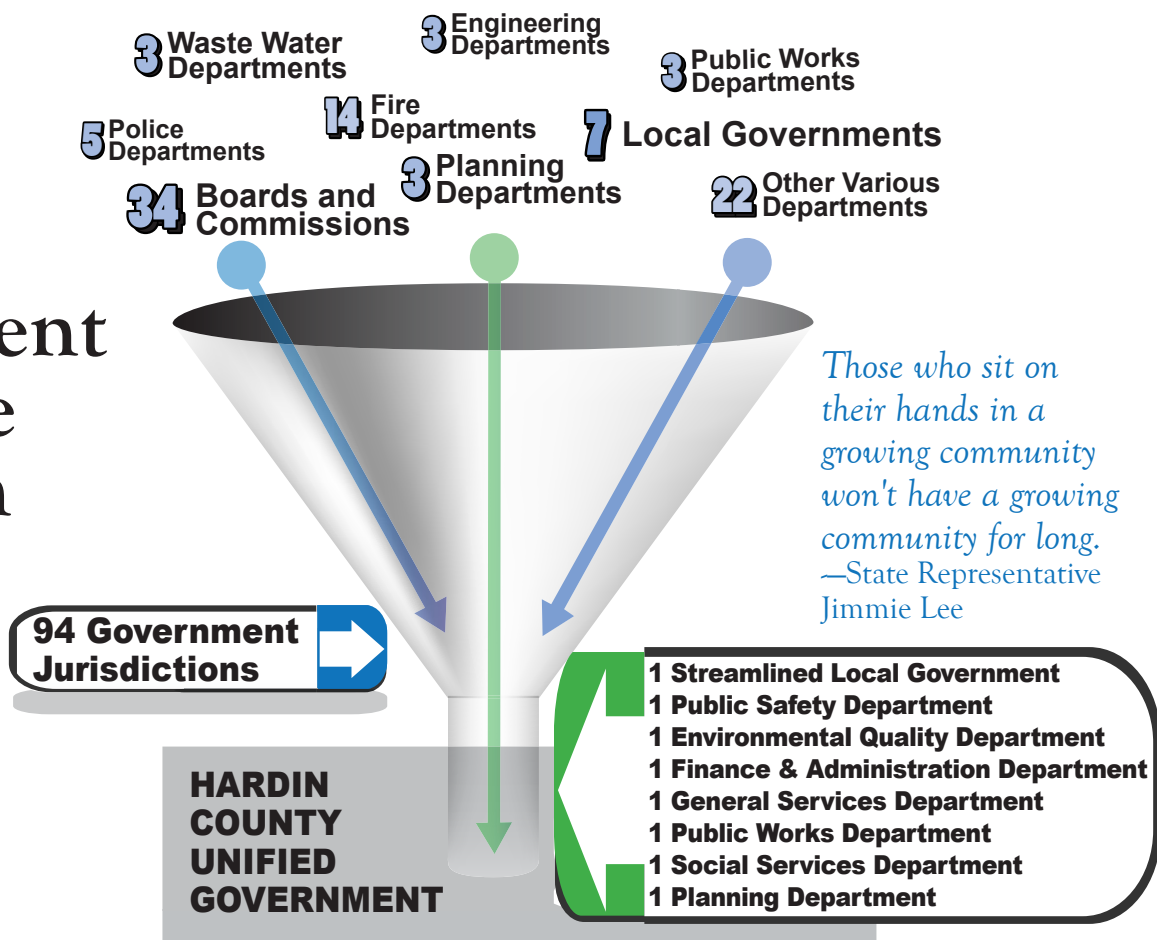 3 Waste Water
Departments
3 Engineering
Departments
3 Public Works
Departments
5 Police
Departments
14 Fire
Departments
7 Local Governments
34 Boards and
Commissions
3 Planning
Departments
22 Other Various
Departments
ent
e
Those who sit on
their hands in a
growing community
won't have a growing
community for long.
—State Representative
Jimmie Lee
94 Government
Jurisdictions
HARDIN
COUNTY
UNIFIED
GOVERNMENT
1 Streamlined Local Government
1 Public Safety Department
1 Environmental Quality Department
1 Finance & Administration Department
1 General Services Department
1 Public Works Department
1 Social Services Department
1 Planning Department